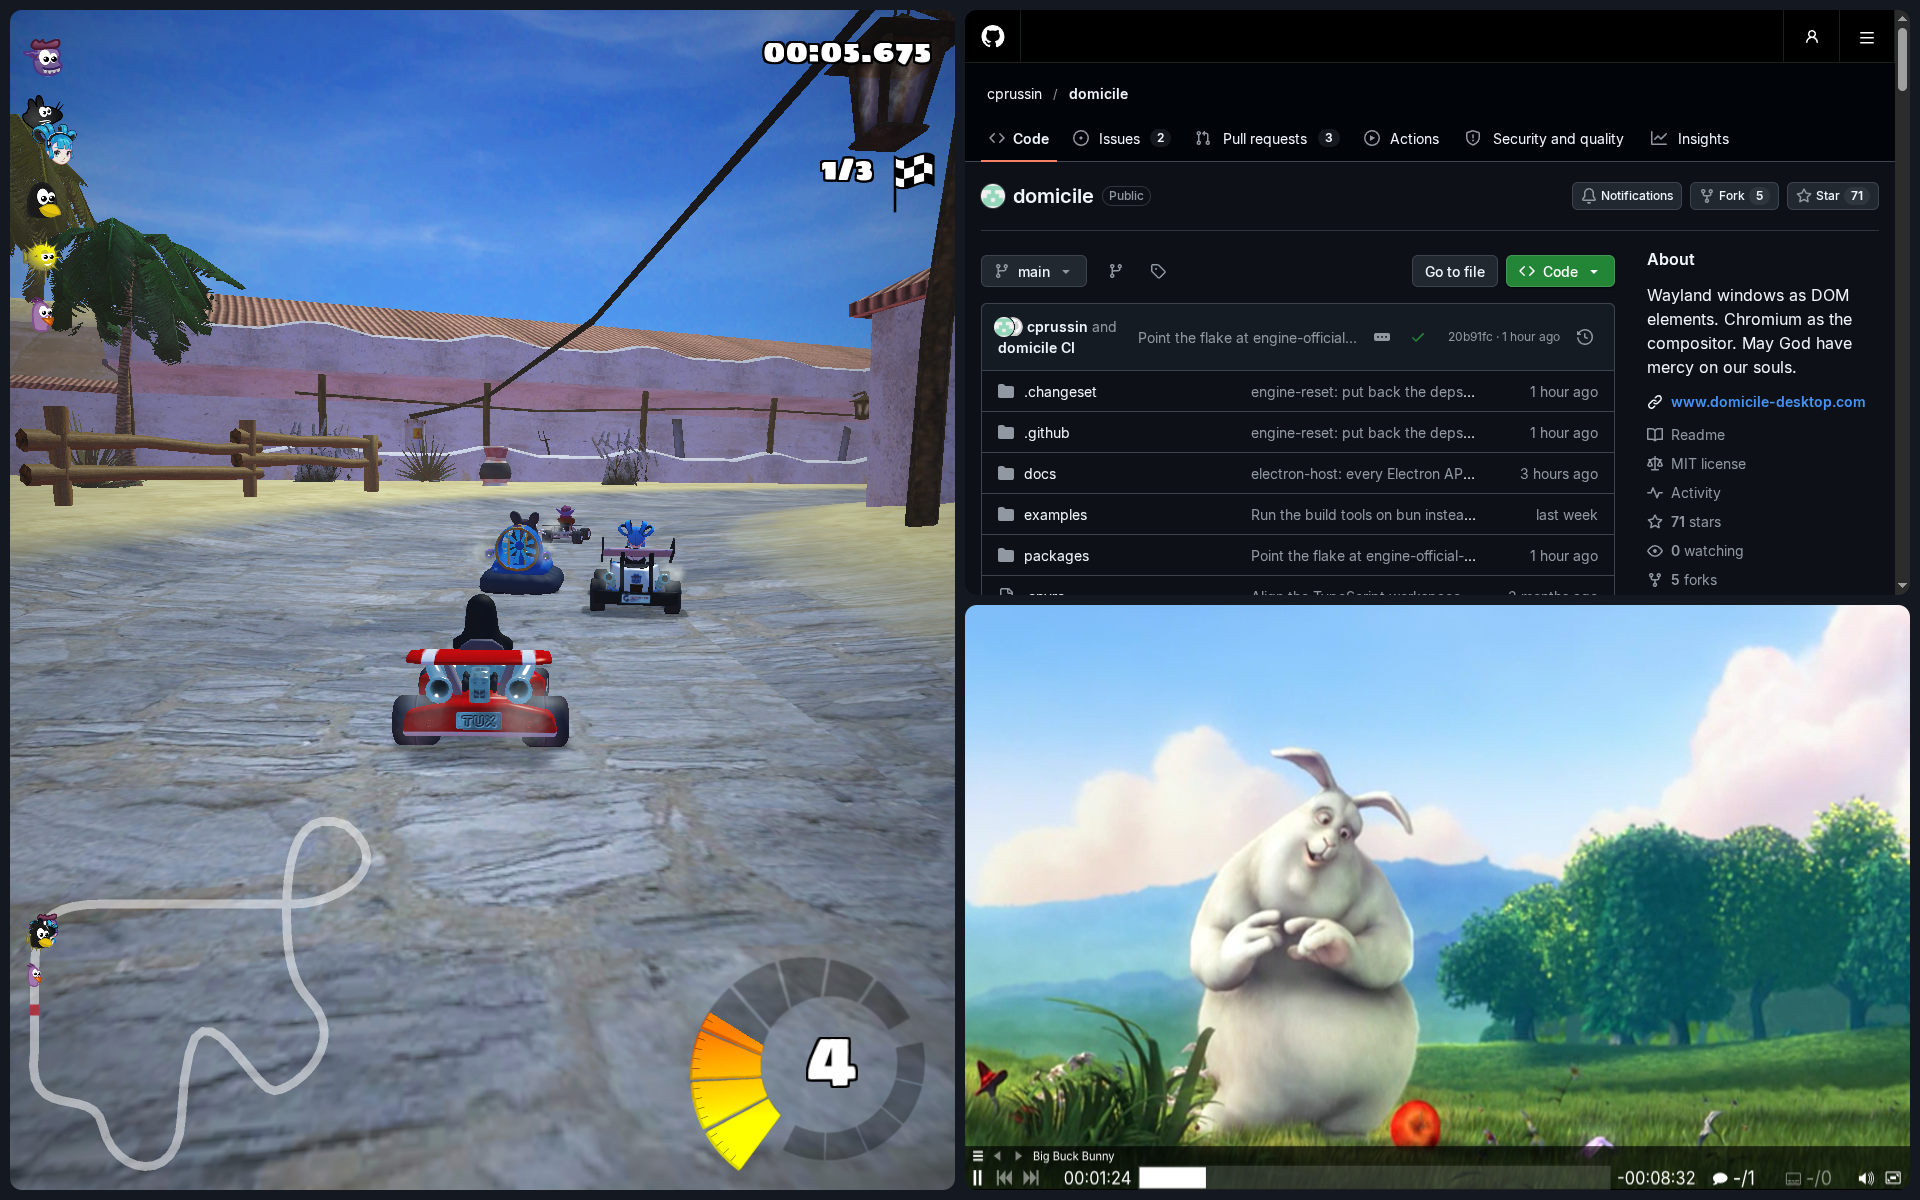 00:05.675
1/3
TUX
4
cprussin / domicile
Code
Issues 2
Pull requests 3
Actions
Security and quality
Insights
domicile Public
Notifications
Fork 5
Star 71
main
Go to file
Code
cprussin and
domicile CI
Point the flake at engine-official...
20b91fc · 1 hour ago
.changeset engine-reset: put back the deps... 1 hour ago
.github engine-reset: put back the deps... 1 hour ago
docs electron-host: every Electron AP... 3 hours ago
examples Run the build tools on bun instea... last week
packages Point the flake at engine-official-... 1 hour ago
About
Wayland windows as DOM
elements. Chromium as the
compositor. May God have
mercy on our souls.
www.domicile-desktop.com
Readme
MIT license
Activity
71 stars
0 watching
5 forks
Big Buck Bunny
00:01:24
-00:08:32
-/1
-/0